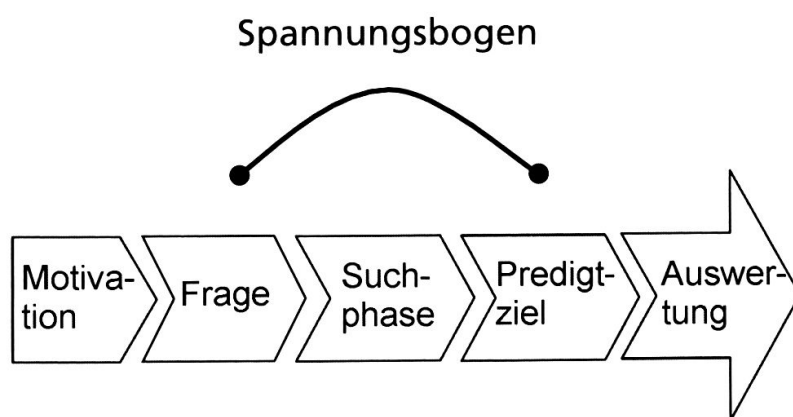 Spannungsbogen
Motiva-
tion
Frage
Such-
phase
Predigt-
ziel
Auswer-
tung